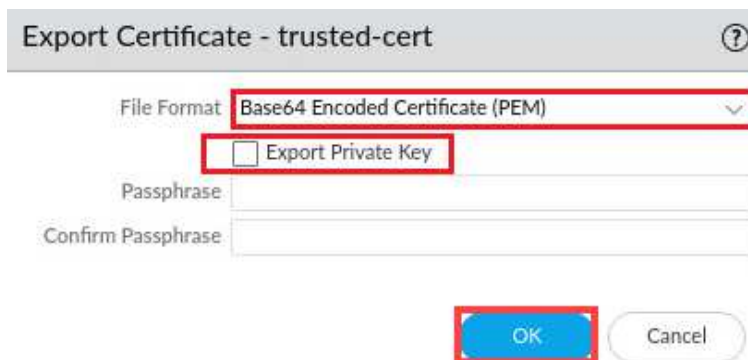 Export Certificate - trusted-cert ?
File Format Base64 Encoded Certificate (PEM)
Export Private Key
Passphrase
Confirm Passphrase
OK Cancel